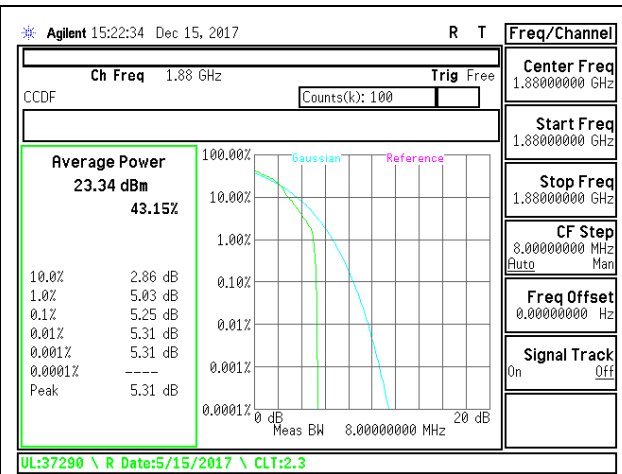 Agilent 15:22:34 Dec 15, 2017 R T
Ch Freq 1.88 GHz Trig Free
CCDF Counts(k): 100
Average Power
23.34 dBm
43.15%
10.0% 2.86 dB
1.0% 5.03 dB
0.1% 5.25 dB
0.01% 5.31 dB
0.001% 5.31 dB
0.0001% ----
Peak 5.31 dB
Gaussian Reference
100.00%
10.00%
1.00%
0.10%
0.01%
0.001%
0.0001%
0 dB 20 dB
Meas BW 8.00000000 MHz
Freq/Channel
Center Freq
1.88000000 GHz
Start Freq
1.88000000 GHz
Stop Freq
1.88000000 GHz
CF Step
8.00000000 MHz
Auto Man
Freq Offset
0.00000000 Hz
Signal Track
On Off
UL:37290 \ R Date:5/15/2017 \ CLT:2.3